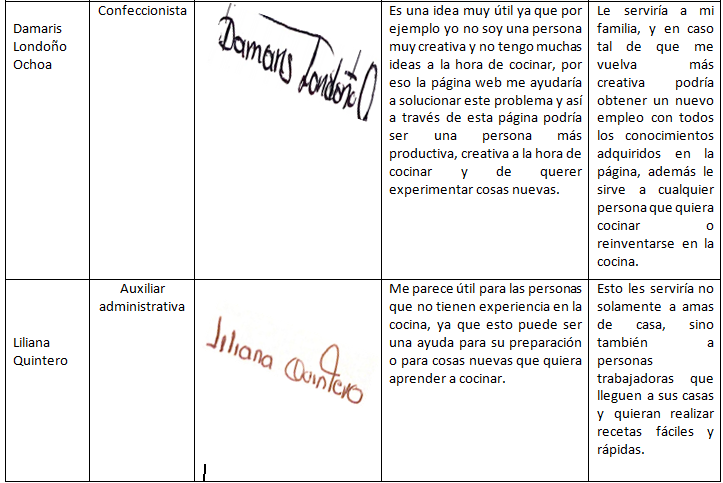 Damaris
Londoño
Ochoa
Confeccionista
Damaris Londoño O
Es una idea muy útil ya que por
ejemplo yo no soy una persona
muy creativa y no tengo muchas
ideas a la hora de cocinar, por
eso la página web me ayudaría
a solucionar este problema y así
a través de esta página podría
ser una persona más
productiva, creativa a la hora de
cocinar y de querer
experimentar cosas nuevas.
Le serviría a mi
familia, y en caso
tal de que me
vuelva más
creativa podría
obtener un nuevo
empleo con todos
los conocimientos
adquiridos en la
página, además le
sirve a cualquier
persona que quiera
cocinar o
reinventarse en la
cocina.
Liliana
Quintero
Auxiliar
administrativa
Liliana Quintero
Me parece útil para las personas
que no tienen experiencia en la
cocina, ya que esto puede ser
una ayuda para su preparación
o para cosas nuevas que quiera
aprender a cocinar.
Esto les serviría no
solamente a amas
de casa, sino
también a
personas
trabajadoras que
lleguen a sus casas
y quieran realizar
recetas fáciles y
rápidas.